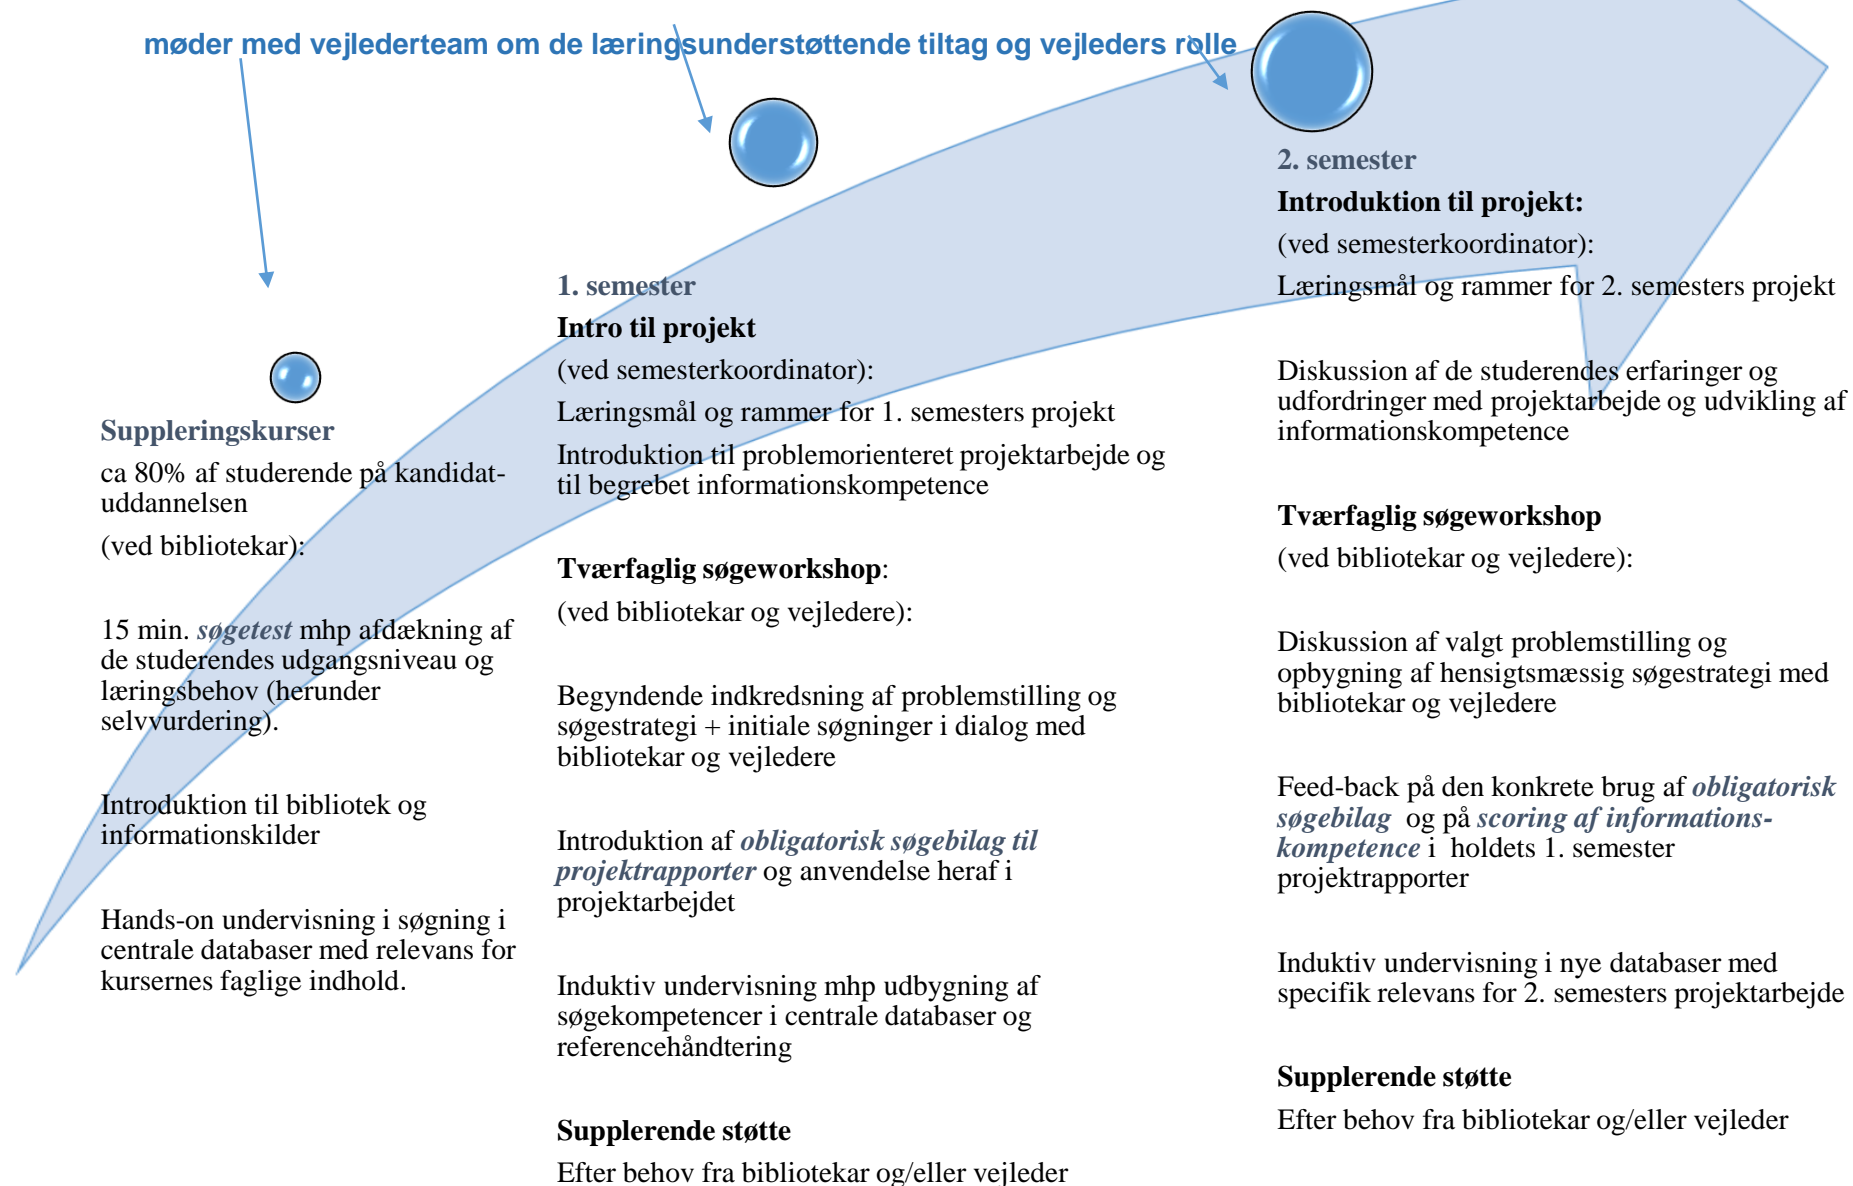 møder med vejlederteam om de læringsunderstøttende tiltag og vejleders rolle
Suppleringskurser
ca 80% af studerende på kandidat-
uddannelsen
(ved bibliotekar):
15 min. søgetest mhp afdækning af
de studerendes udgangsniveau og
læringsbehov (herunder
selvvurdering).
Introduktion til bibliotek og
informationskilder
Hands-on undervisning i søgning i
centrale databaser med relevans for
kursernes faglige indhold.
1. semester
Intro til projekt
(ved semesterkoordinator):
Læringsmål og rammer for 1. semesters projekt
Introduktion til problemorienteret projektarbejde og
til begrebet informationskompetence
Tværfaglig søgeworkshop:
(ved bibliotekar og vejledere):
Begyndende indkredsning af problemstilling og
søgestrategi + initiale søgninger i dialog med
bibliotekar og vejledere
Introduktion af obligatorisk søgebilag til
projektrapporter og anvendelse heraf i
projektarbejdet
Induktiv undervisning mhp udbygning af
søgekompetencer i centrale databaser og
referencehåndtering
Supplerende støtte
Efter behov fra bibliotekar og/eller vejleder
2. semester
Introduktion til projekt:
(ved semesterkoordinator):
Læringsmål og rammer for 2. semesters projekt
Diskussion af de studerendes erfaringer og
udfordringer med projektarbejde og udvikling af
informationskompetence
Tværfaglig søgeworkshop
(ved bibliotekar og vejledere):
Diskussion af valgt problemstilling og
opbygning af hensigtsmæssig søgestrategi med
bibliotekar og vejledere
Feed-back på den konkrete brug af obligatorisk
søgebilag og på scoring af informations-
kompetence i holdets 1. semester
projektrapporter
Induktiv undervisning i nye databaser med
specifik relevans for 2. semesters projektarbejde
Supplerende støtte
Efter behov fra bibliotekar og/eller vejleder